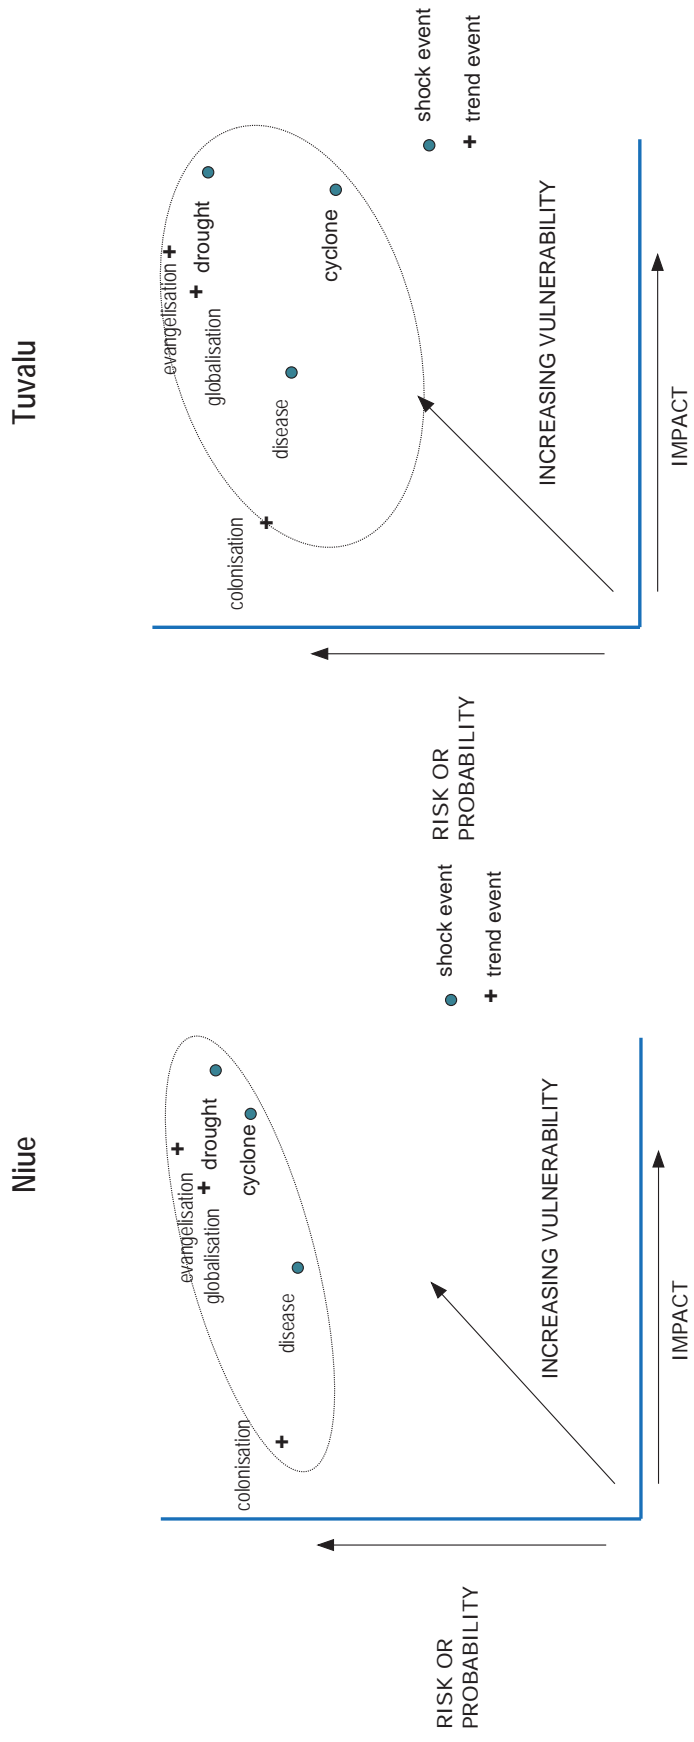 Niue
evangelisation
globalisation
drought
cyclone
disease
colonisation
shock event
trend event
RISK OR
PROBABILITY
INCREASING VULNERABILITY
IMPACT
Tuvalu
evangelisation
drought
globalisation
cyclone
disease
colonisation
shock event
trend event
RISK OR
PROBABILITY
INCREASING VULNERABILITY
IMPACT